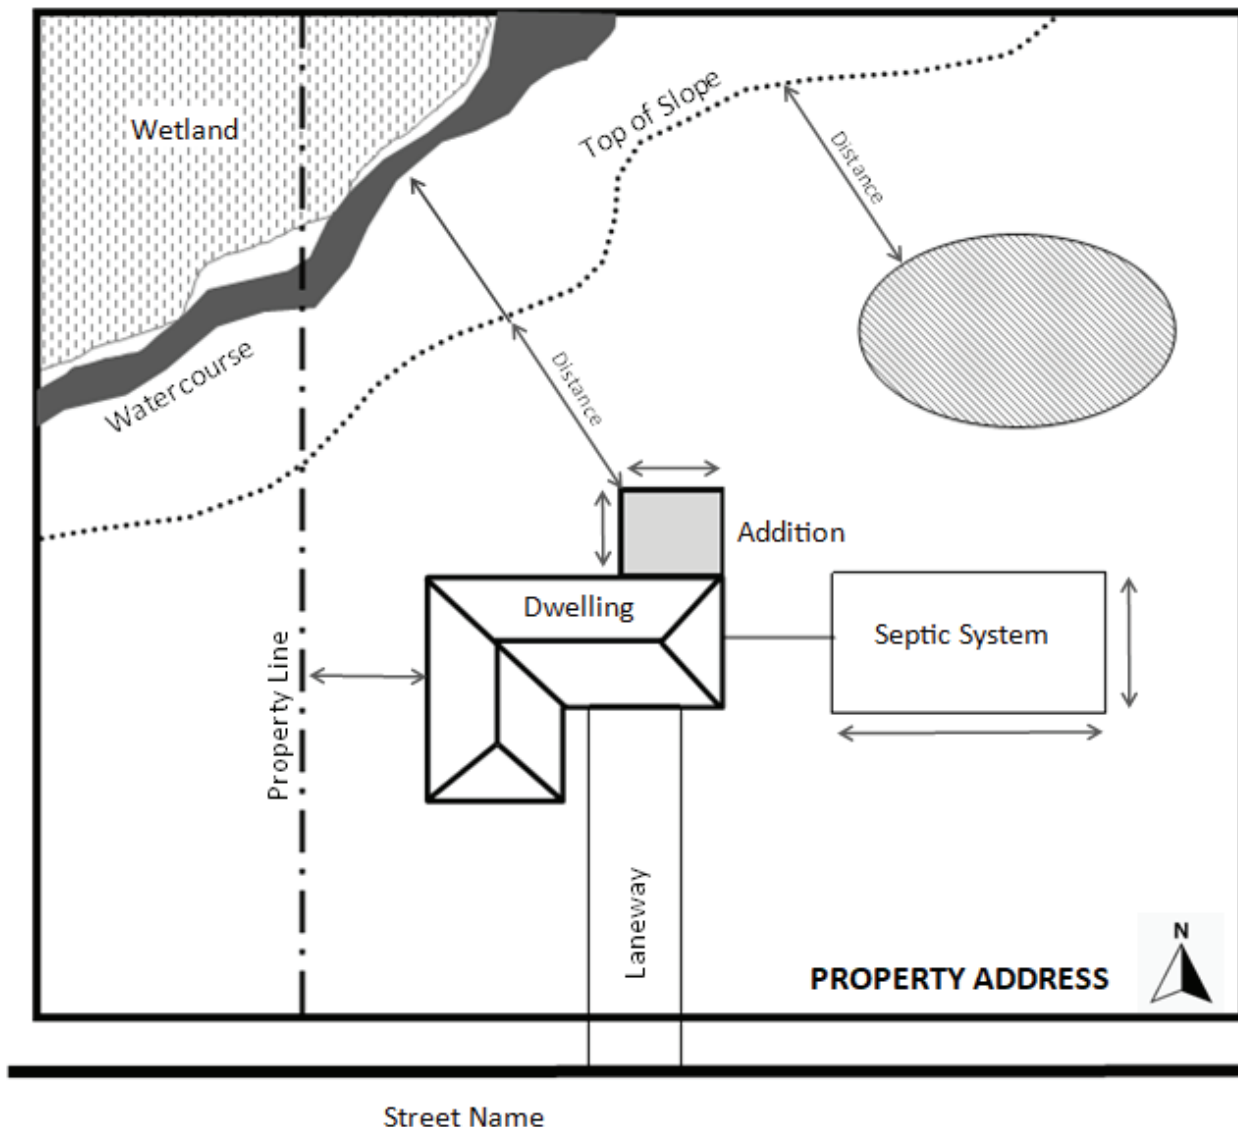 Wetland
Top of Slope
Distance
Watercourse
Distance
Addition
Dwelling
Septic System
Property Line
Laneway
N
PROPERTY ADDRESS
Street Name